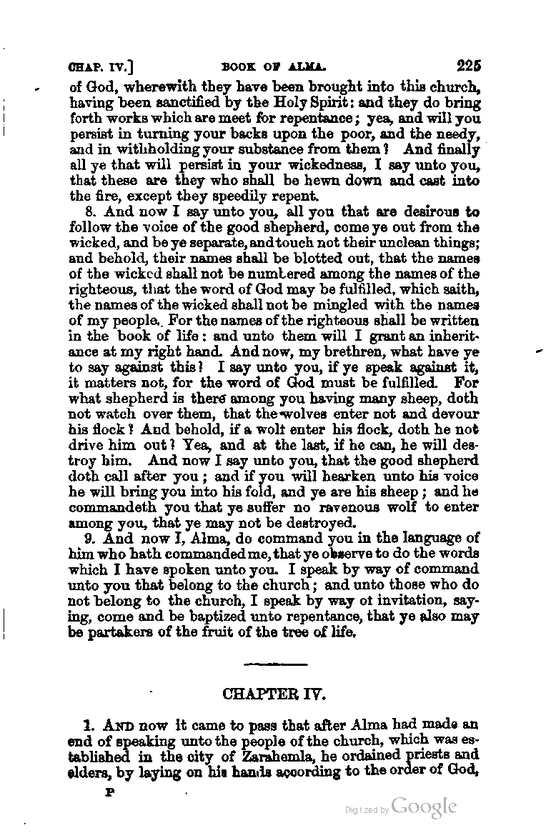 CHAP. IV.] BOOK OF ALMA. 225
of God, wherewith they have been brought into this church,
having been sanctified by the Holy Spirit: and they do bring
forth works which are meet for repentance; yea, and will you
persist in turning your backs upon the poor, and the needy,
and in withholding your substance from them? And finally
all ye that will persist in your wickedness, I say unto you,
that these are they who shall be hewn down and cast into
the fire, except they speedily repent.
8. And now I say unto you, all you that are desirous to
follow the voice of the good shepherd, come ye out from the
wicked, and be ye separate, and touch not their unclean things;
and behold, their names shall be blotted out, that the names
of the wicked shall not be numbered among the names of the
righteous, that the word of God may be fulfilled, which saith,
the names of the wicked shall not be mingled with the names
of my people. For the names of the righteous shall be written
in the book of life: and unto them will I grant an inherit-
ance at my right hand. And now, my brethren, what have ye
to say against this? I say unto you, if ye speak against it,
it matters not, for the word of God must be fulfilled. For
what shepherd is there among you having many sheep, doth
not watch over them, that the wolves enter not and devour
his flock? And behold, if a wolf enter his flock, doth he not
drive him out? Yea, and at the last, if he can, he will des-
troy him. And now I say unto you, that the good shepherd
doth call after you; and if you will hearken unto his voice
he will bring you into his fold, and ye are his sheep; and he
commandeth you that ye suffer no ravenous wolf to enter
among you, that ye may not be destroyed.
9. And now I, Alma, do command you in the language of
him who hath commanded me, that ye observe to do the words
which I have spoken unto you. I speak by way of command
unto you that belong to the church; and unto those who do
not belong to the church, I speak by way of invitation, say-
ing, come and be baptized unto repentance, that ye also may
be partakers of the fruit of the tree of life.
CHAPTER IV.
1. AND now it came to pass that after Alma had made an
end of speaking unto the people of the church, which was es-
tablished in the city of Zarahemla, he ordained priests and
elders, by laying on his hands according to the order of God,
P
Digitized by Google